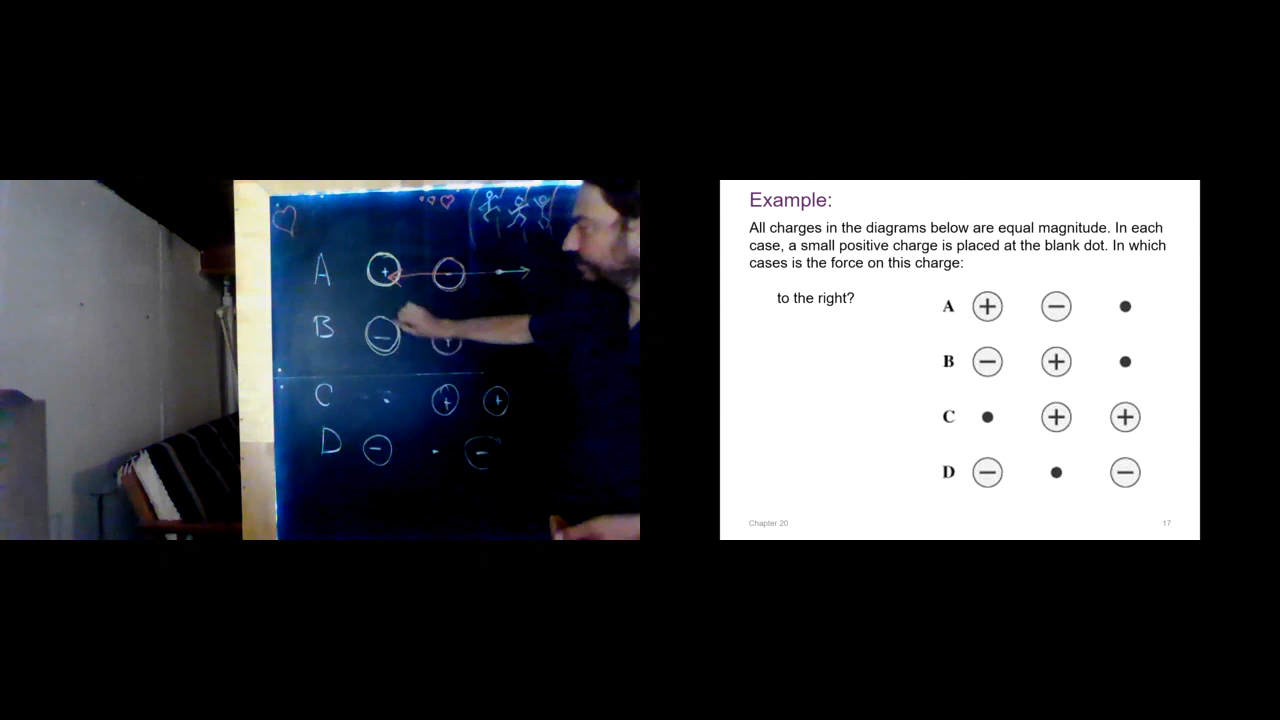 A + -
B - +
C + +
D - -
Example:
All charges in the diagrams below are equal magnitude. In each
case, a small positive charge is placed at the blank dot. In which
cases is the force on this charge:
to the right?
A + −
B − +
C + +
D − −
Chapter 20
17